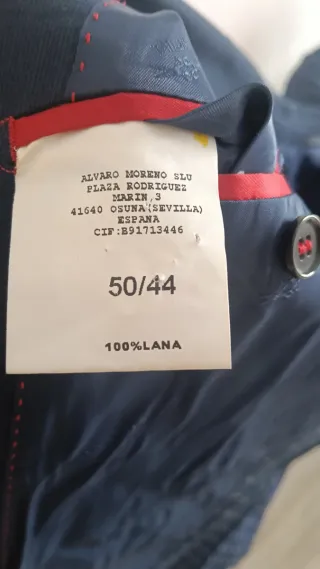 ALVARO MORENO SLU
PLAZA RODRIGUEZ
MARIN,3
41640 OSUNA(SEVILLA)
ESPANA
CIF:B91713446
50/44
100%LANA